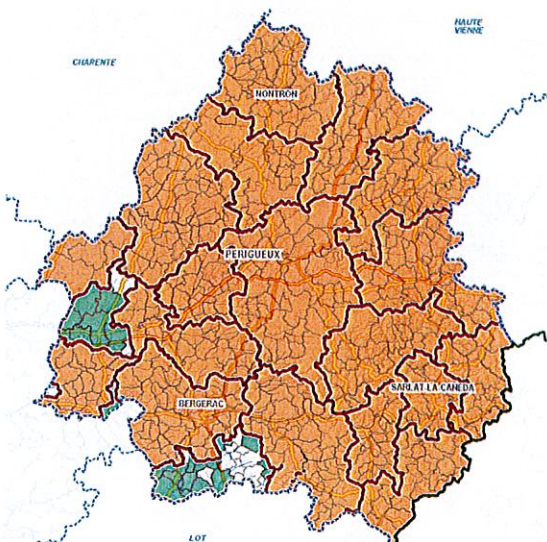 HAUTE
VIENNE
CHARENTE
NONTRON
PERIGUEUX
SARLAT-LA-CANEDA
BERGERAC
LOT